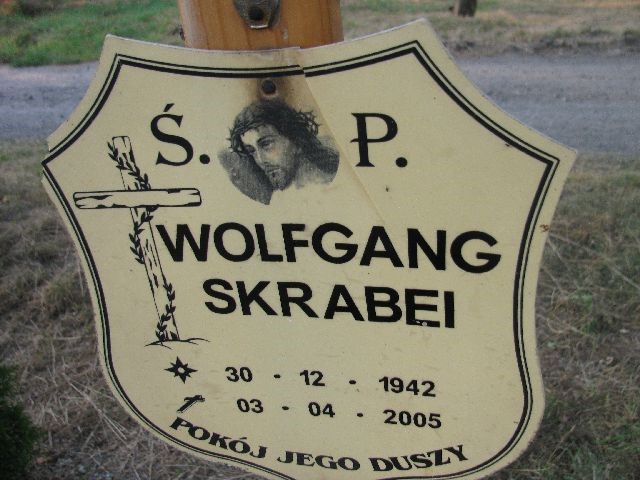 Ś. P.
WOLFGANG
SKRABEI
30 - 12 - 1942
03 - 04 - 2005
POKÓJ JEGO DUSZY